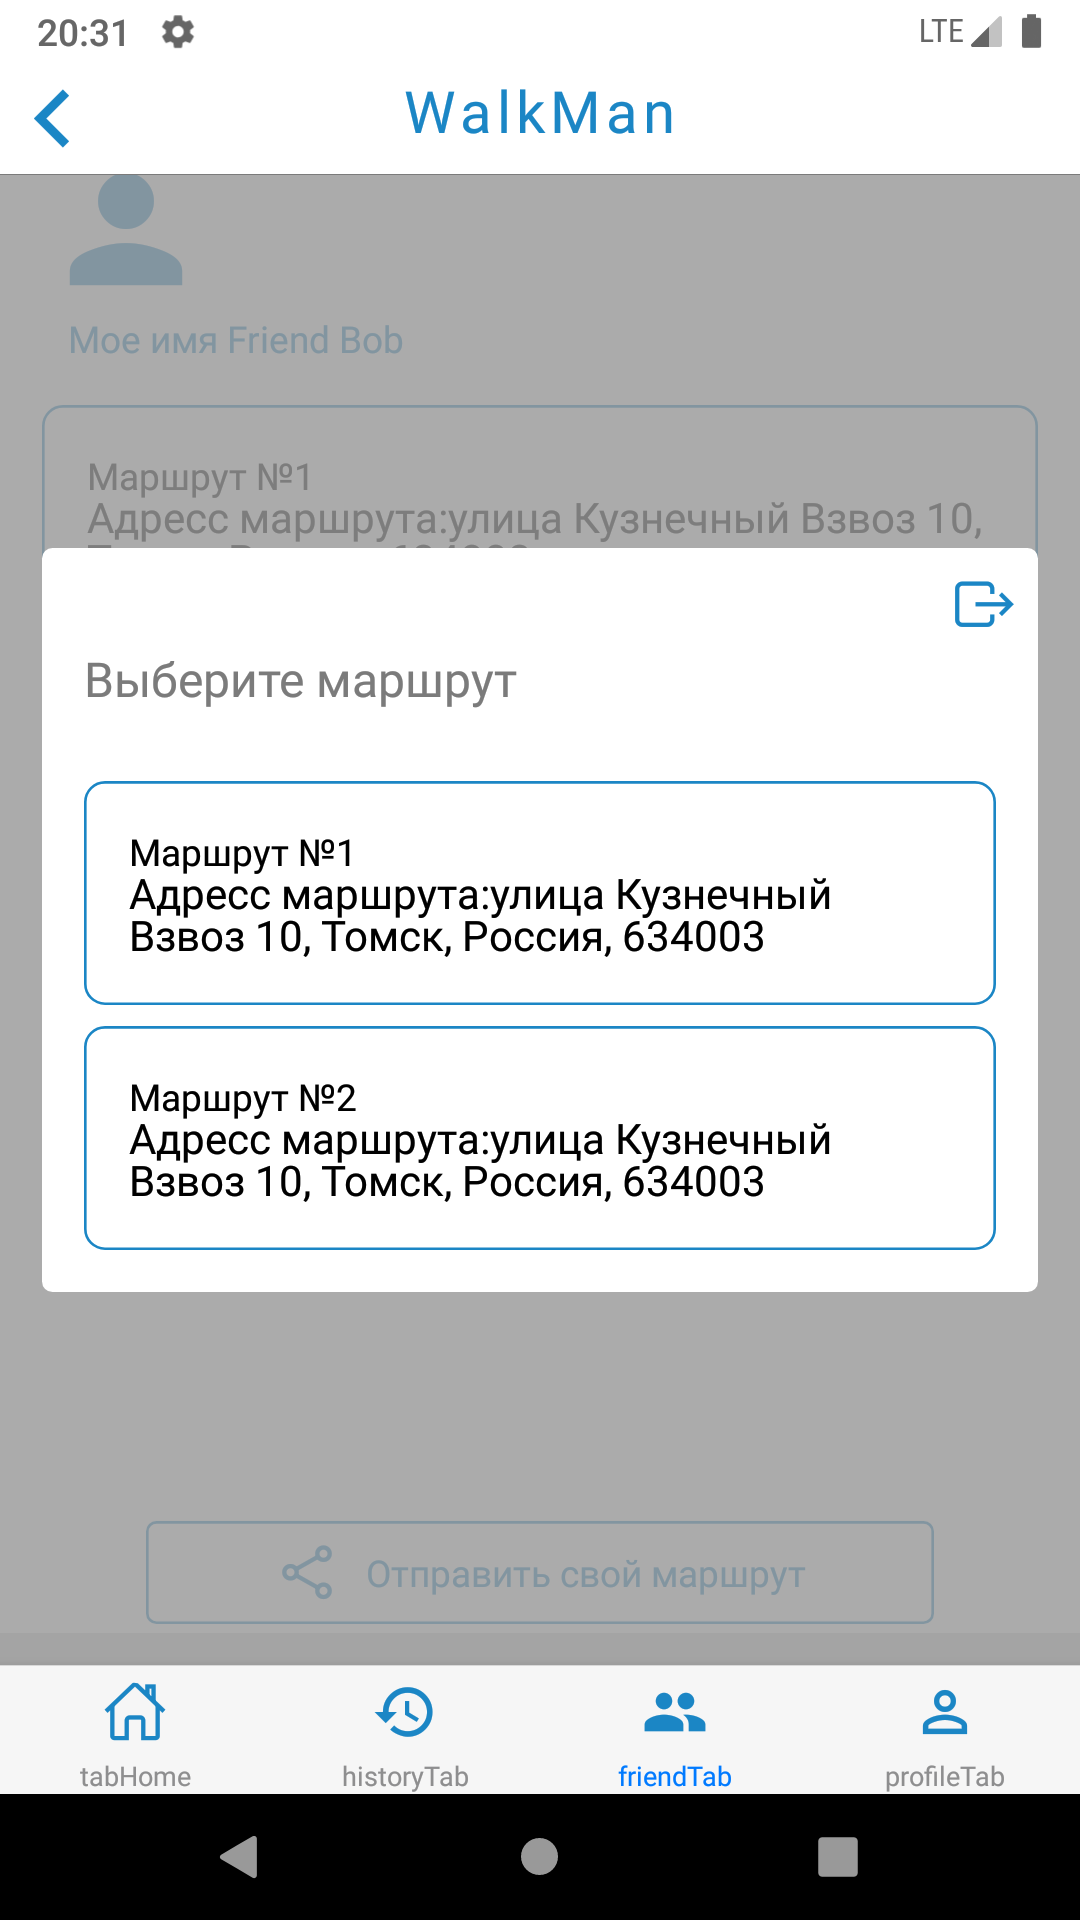 20:31
LTE
WalkMan
Мое имя Friend Bob
Маршрут №1
Адресс маршрута:улица Кузнечный Взвоз 10,
Выберите маршрут
Маршрут №1
Адресс маршрута:улица Кузнечный
Взвоз 10, Томск, Россия, 634003
Маршрут №2
Адресс маршрута:улица Кузнечный
Взвоз 10, Томск, Россия, 634003
Отправить свой маршрут
tabHome
historyTab
friendTab
profileTab